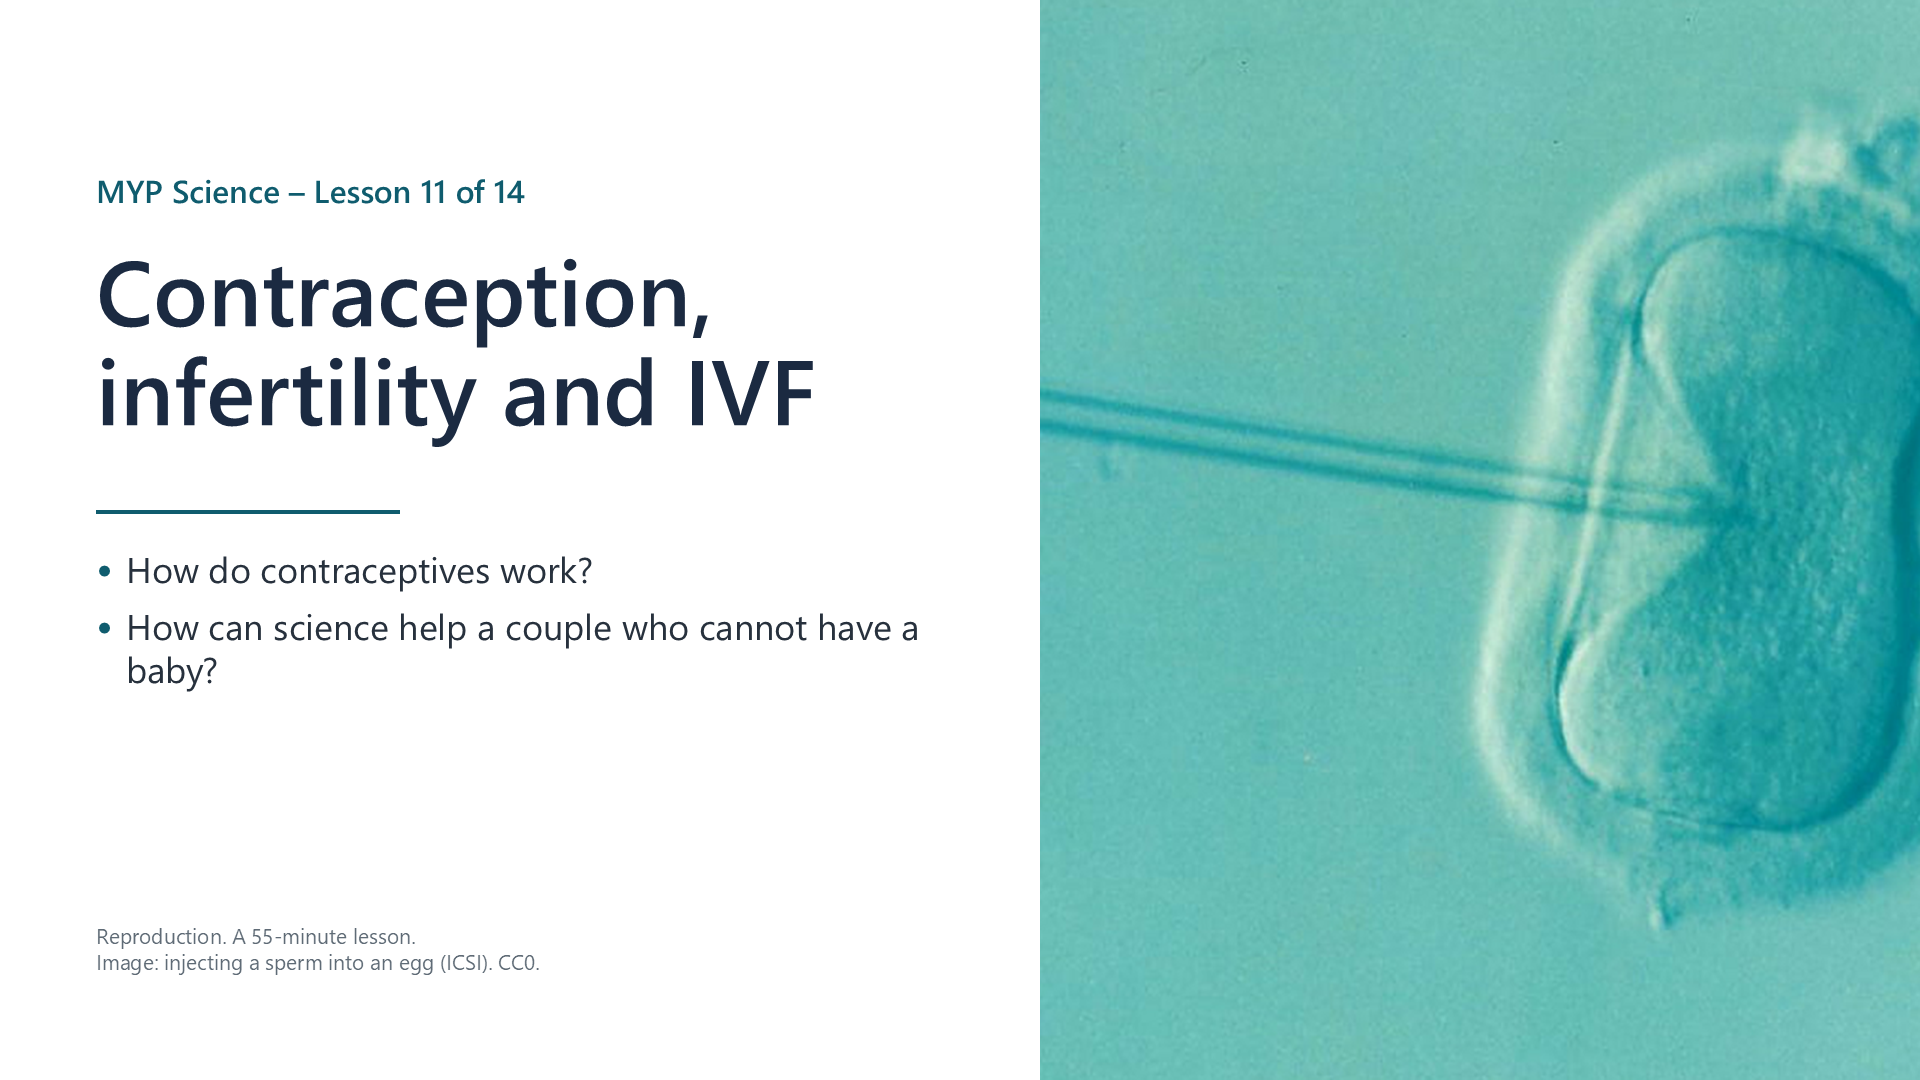 MYP Science – Lesson 11 of 14
Contraception,
infertility and IVF
• How do contraceptives work?
• How can science help a couple who cannot have a
baby?
Reproduction. A 55-minute lesson.
Image: injecting a sperm into an egg (ICSI). CC0.